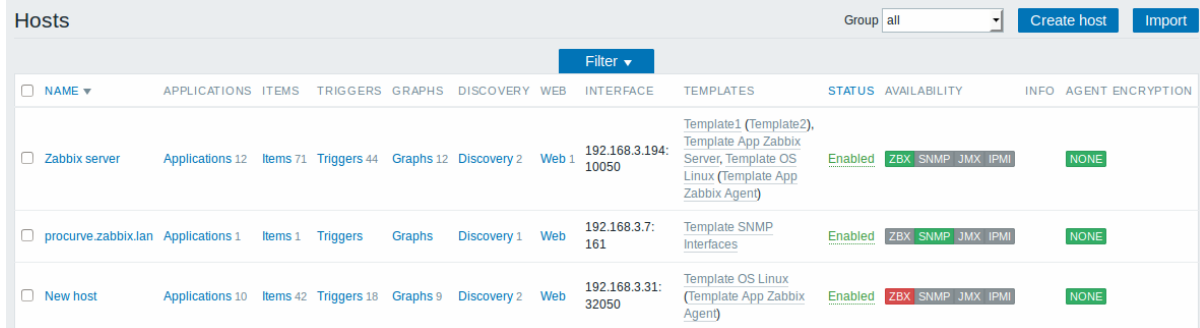 Hosts Group all Create host Import
Filter
NAME APPLICATIONS ITEMS TRIGGERS GRAPHS DISCOVERY WEB INTERFACE TEMPLATES STATUS AVAILABILITY INFO AGENT ENCRYPTION
Zabbix server Applications 12 Items 71 Triggers 44 Graphs 12 Discovery 2 Web 1
192.168.3.194:
10050
Template1 (Template2),
Template App Zabbix
Server, Template OS
Linux (Template App
Zabbix Agent)
Enabled ZBX SNMP JMX IPMI NONE
procurve.zabbix.lan Applications 1 Items 1 Triggers Graphs Discovery 1 Web
192.168.3.7:
161
Template SNMP
Interfaces
Enabled ZBX SNMP JMX IPMI NONE
New host Applications 10 Items 42 Triggers 18 Graphs 9 Discovery 2 Web
192.168.3.31:
32050
Template OS Linux
(Template App Zabbix
Agent)
Enabled ZBX SNMP JMX IPMI NONE